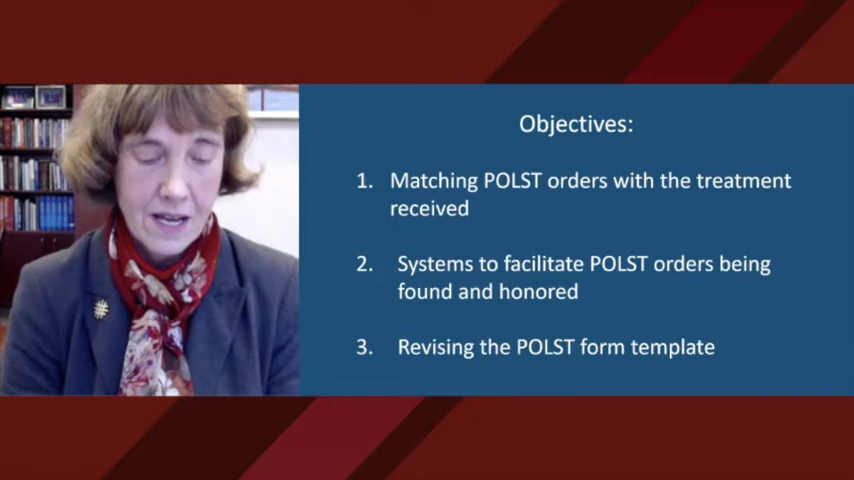 Objectives:
1. Matching POLST orders with the treatment
received
2. Systems to facilitate POLST orders being
found and honored
3. Revising the POLST form template